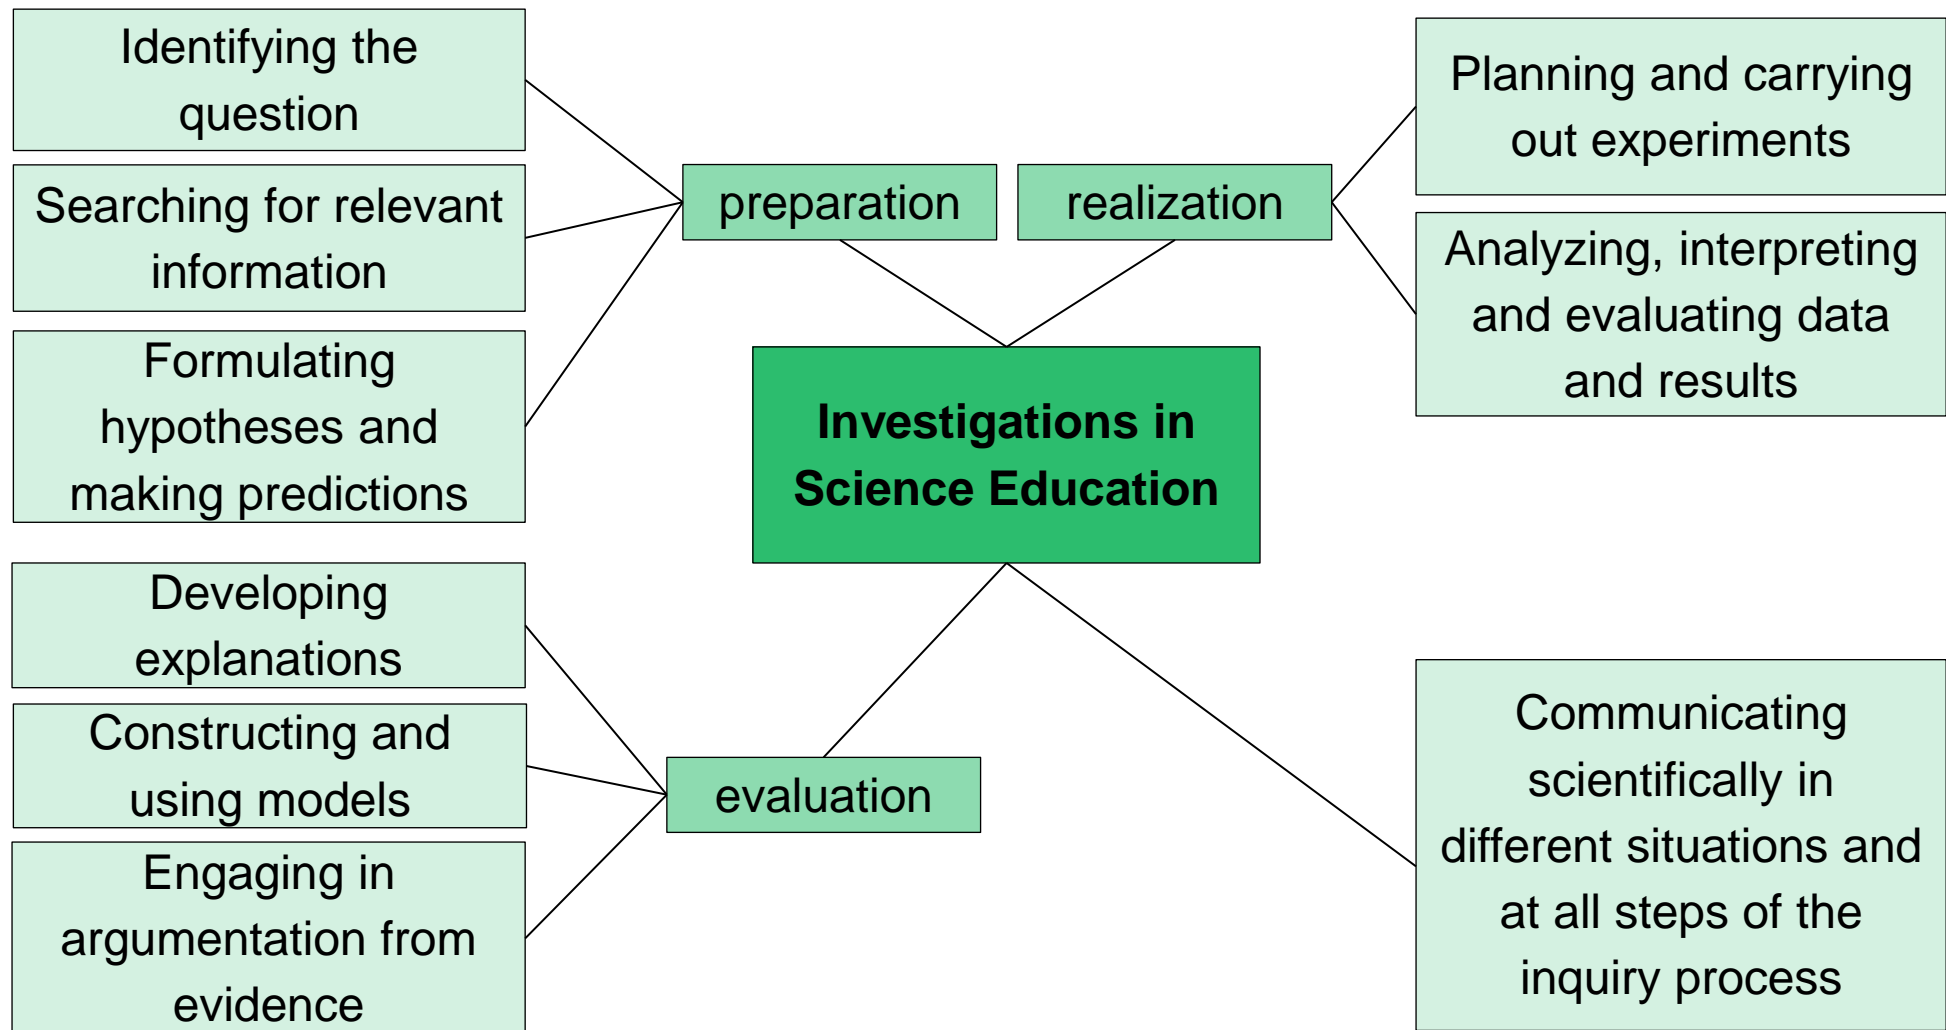 Identifying the
question
Searching for relevant
information
Formulating
hypotheses and
making predictions
preparation
realization
Planning and carrying
out experiments
Analyzing, interpreting
and evaluating data
and results
Investigations in
Science Education
Developing
explanations
Constructing and
using models
Engaging in
argumentation from
evidence
evaluation
Communicating
scientifically in
different situations and
at all steps of the
inquiry process